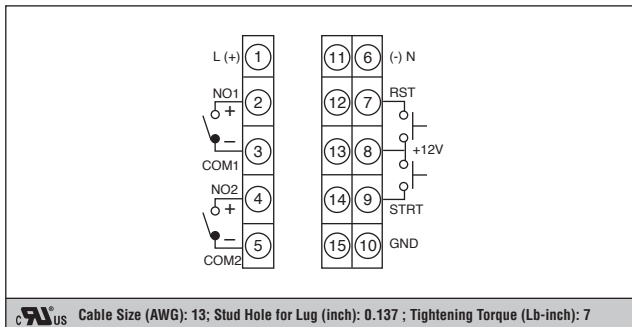 L (+) 1 11 6 (-) N
NO1 2 12 7 RST
+
– 3 13 8 +12V
COM1
NO2 4 14 9
+ STRT
– 5 15 10 GND
COM2
c RU® US Cable Size (AWG): 13; Stud Hole for Lug (inch): 0.137 ; Tightening Torque (Lb-inch): 7